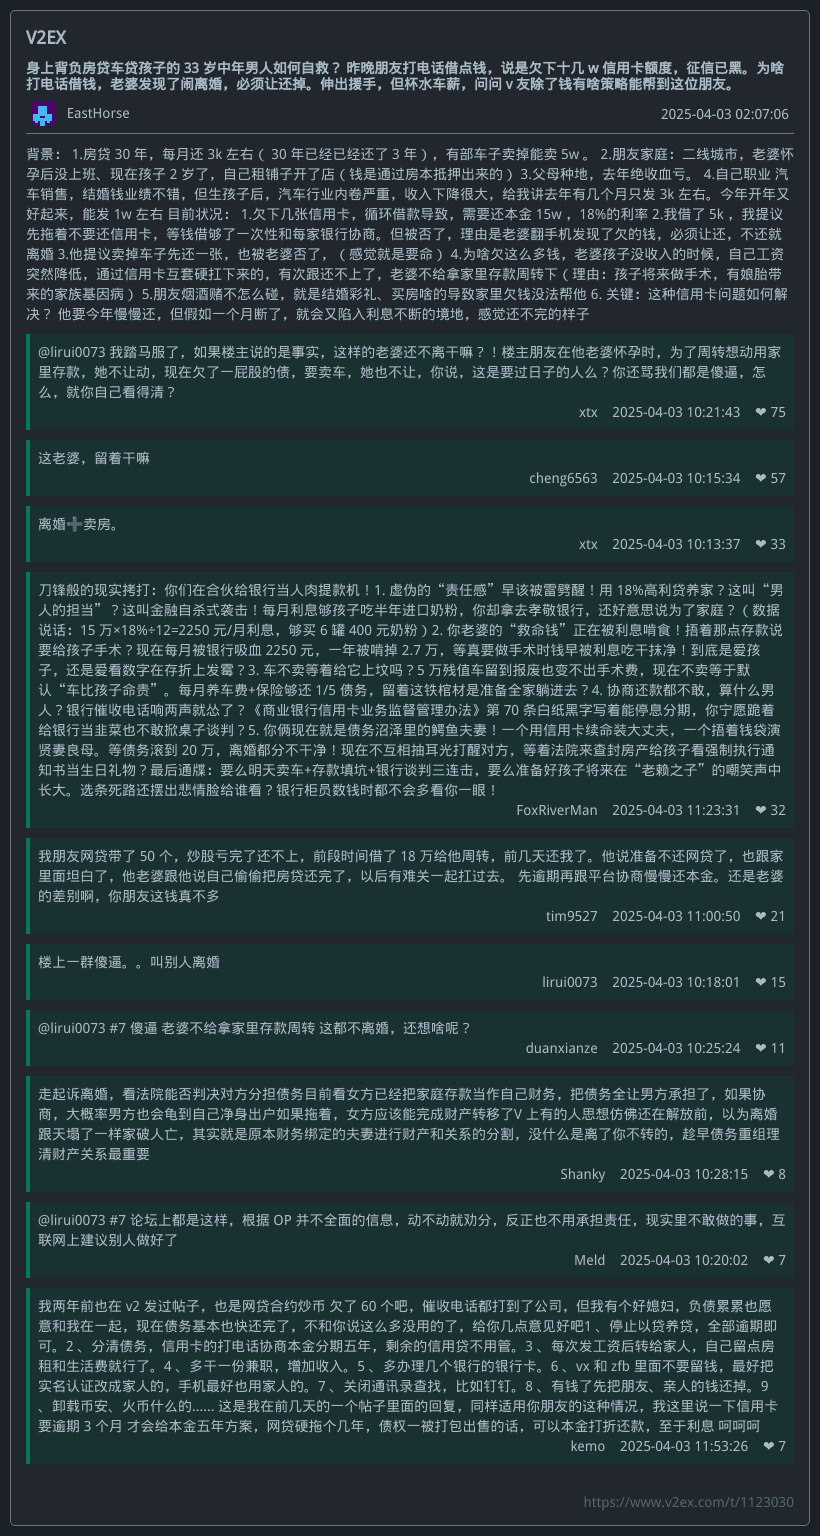 V2EX
身上背负房贷车贷孩子的 33 岁中年男人如何自救？ 昨晚朋友打电话借点钱，说是欠下十几 w 信用卡额度，征信已黑。为啥
打电话借钱，老婆发现了闹离婚，必须让还掉。伸出援手，但杯水车薪，问问 v 友除了钱有啥策略能帮到这位朋友。
EastHorse
2025-04-03 02:07:06
背景： 1.房贷 30 年，每月还 3k 左右（ 30 年已经已经还了 3 年），有部车子卖掉能卖 5w 。 2.朋友家庭：二线城市，老婆怀
孕后没上班、现在孩子 2 岁了，自己租铺子开了店（钱是通过房本抵押出来的） 3.父母种地，去年绝收血亏。 4.自己职业 汽
车销售，结婚钱业绩不错，但生孩子后，汽车行业内卷严重，收入下降很大，给我讲去年有几个月只发 3k 左右。今年开年又
好起来，能发 1w 左右 目前状况： 1.欠下几张信用卡，循环借款导致，需要还本金 15w ，18%的利率 2.我借了 5k ，我提议
先拖着不要还信用卡，等钱借够了一次性和每家银行协商。但被否了，理由是老婆翻手机发现了欠的钱，必须让还，不还就
离婚 3.他提议卖掉车子先还一张，也被老婆否了，（感觉就是要命） 4.为啥欠这么多钱，老婆孩子没收入的时候，自己工资
突然降低，通过信用卡互套硬扛下来的，有次跟还不上了，老婆不给拿家里存款周转下（理由：孩子将来做手术，有娘胎带
来的家族基因病） 5.朋友烟酒赌不怎么碰，就是结婚彩礼、买房啥的导致家里欠钱没法帮他 6. 关键：这种信用卡问题如何解
决？ 他要今年慢慢还，但假如一个月断了，就会又陷入利息不断的境地，感觉还不完的样子
@lirui0073 我踏马服了，如果楼主说的是事实，这样的老婆还不离干嘛？！楼主朋友在他老婆怀孕时，为了周转想动用家
里存款，她不让动，现在欠了一屁股的债，要卖车，她也不让，你说，这是要过日子的人么？你还骂我们都是傻逼，怎
么，就你自己看得清？
xtx 2025-04-03 10:21:43 ❤ 75
这老婆，留着干嘛
cheng6563 2025-04-03 10:15:34 ❤ 57
离婚➕卖房。
xtx 2025-04-03 10:13:37 ❤ 33
刀锋般的现实拷打：你们在合伙给银行当人肉提款机！1. 虚伪的“责任感”早该被雷劈醒！用 18%高利贷养家？这叫“男
人的担当”？这叫金融自杀式袭击！每月利息够孩子吃半年进口奶粉，你却拿去孝敬银行，还好意思说为了家庭？（数据
说话：15 万×18%÷12=2250 元/月利息，够买 6 罐 400 元奶粉）2. 你老婆的“救命钱”正在被利息啃食！捂着那点存款说
要给孩子手术？现在每月被银行吸血 2250 元，一年被啃掉 2.7 万，等真要做手术时钱早被利息吃干抹净！到底是爱孩
子，还是爱看数字在存折上发霉？3. 车不卖等着给它上坟吗？5 万残值车留到报废也变不出手术费，现在不卖等于默
认“车比孩子命贵”。每月养车费+保险够还 1/5 债务，留着这铁棺材是准备全家躺进去？4. 协商还款都不敢，算什么男
人？银行催收电话响两声就怂了？《商业银行信用卡业务监督管理办法》第 70 条白纸黑字写着能停息分期，你宁愿跪着
给银行当韭菜也不敢掀桌子谈判？5. 你俩现在就是债务沼泽里的鳄鱼夫妻！一个用信用卡续命装大丈夫，一个捂着钱袋演
贤妻良母。等债务滚到 20 万，离婚都分不干净！现在不互相抽耳光打醒对方，等着法院来查封房产给孩子看强制执行通
知书当生日礼物？最后通牒：要么明天卖车+存款填坑+银行谈判三连击，要么准备好孩子将来在“老赖之子”的嘲笑声中
长大。选条死路还摆出悲情脸给谁看？银行柜员数钱时都不会多看你一眼！
FoxRiverMan 2025-04-03 11:23:31 ❤ 32
我朋友网贷带了 50 个，炒股亏完了还不上，前段时间借了 18 万给他周转，前几天还我了。他说准备不还网贷了，也跟家
里面坦白了，他老婆跟他说自己偷偷把房贷还完了，以后有难关一起扛过去。 先逾期再跟平台协商慢慢还本金。还是老婆
的差别啊，你朋友这钱真不多
tim9527 2025-04-03 11:00:50 ❤ 21
楼上一群傻逼。。叫别人离婚
lirui0073 2025-04-03 10:18:01 ❤ 15
@lirui0073 #7 傻逼 老婆不给拿家里存款周转 这都不离婚，还想啥呢？
duanxianze 2025-04-03 10:25:24 ❤ 11
走起诉离婚，看法院能否判决对方分担债务目前看女方已经把家庭存款当作自己财务，把债务全让男方承担了，如果协
商，大概率男方也会龟到自己净身出户如果拖着，女方应该能完成财产转移了V 上有的人思想仿佛还在解放前，以为离婚
跟天塌了一样家破人亡，其实就是原本财务绑定的夫妻进行财产和关系的分割，没什么是离了你不转的，趁早债务重组理
清财产关系最重要
Shanky 2025-04-03 10:28:15 ❤ 8
@lirui0073 #7 论坛上都是这样，根据 OP 并不全面的信息，动不动就劝分，反正也不用承担责任，现实里不敢做的事，互
联网上建议别人做好了
Meld 2025-04-03 10:20:02 ❤ 7
我两年前也在 v2 发过帖子，也是网贷合约炒币 欠了 60 个吧，催收电话都打到了公司，但我有个好媳妇，负债累累也愿
意和我在一起，现在债务基本也快还完了，不和你说这么多没用的了，给你几点意见好吧1 、停止以贷养贷，全部逾期即
可。2 、分清债务，信用卡的打电话协商本金分期五年，剩余的信用贷不用管。3 、每次发工资后转给家人，自己留点房
租和生活费就行了。4 、多干一份兼职，增加收入。5 、多办理几个银行的银行卡。6 、vx 和 zfb 里面不要留钱，最好把
实名认证改成家人的，手机最好也用家人的。7 、关闭通讯录查找，比如钉钉。8 、有钱了先把朋友、亲人的钱还掉。9
、卸载币安、火币什么的...... 这是我在前几天的一个帖子里面的回复，同样适用你朋友的这种情况，我这里说一下信用卡
要逾期 3 个月 才会给本金五年方案，网贷硬拖个几年，债权一被打包出售的话，可以本金打折还款，至于利息 呵呵呵
kemo 2025-04-03 11:53:26 ❤ 7
https://www.v2ex.com/t/1123030